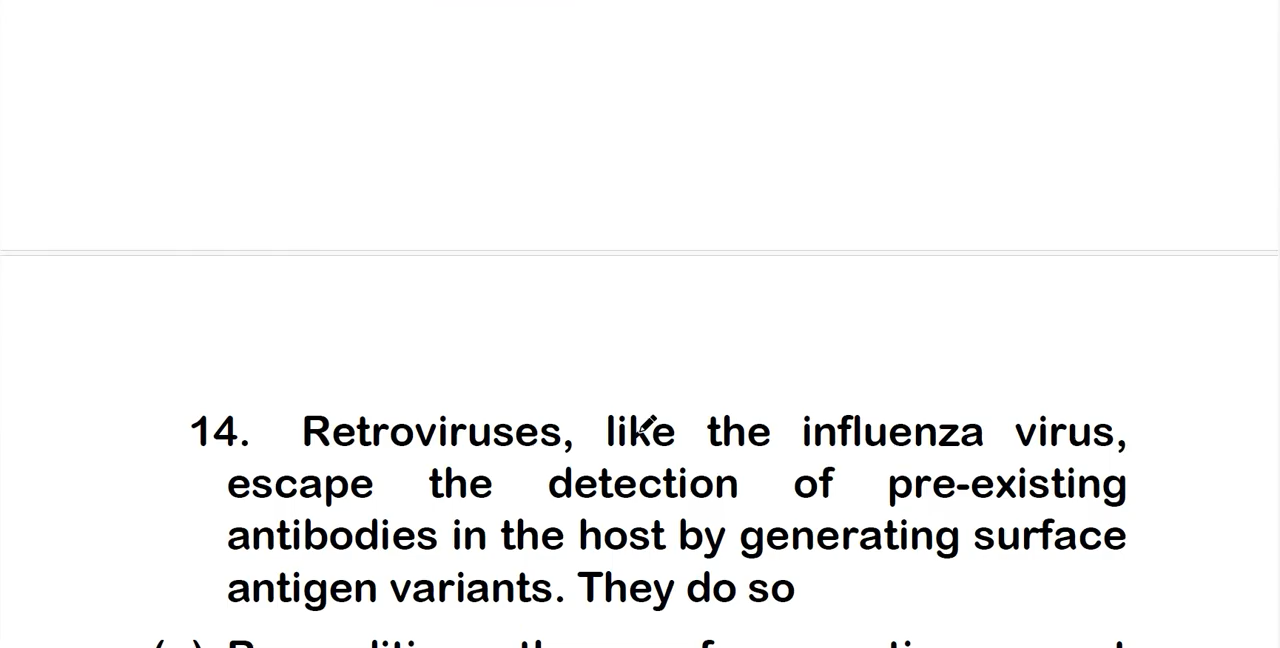 14. Retroviruses, like the influenza virus,
escape the detection of pre-existing
antibodies in the host by generating surface
antigen variants. They do so